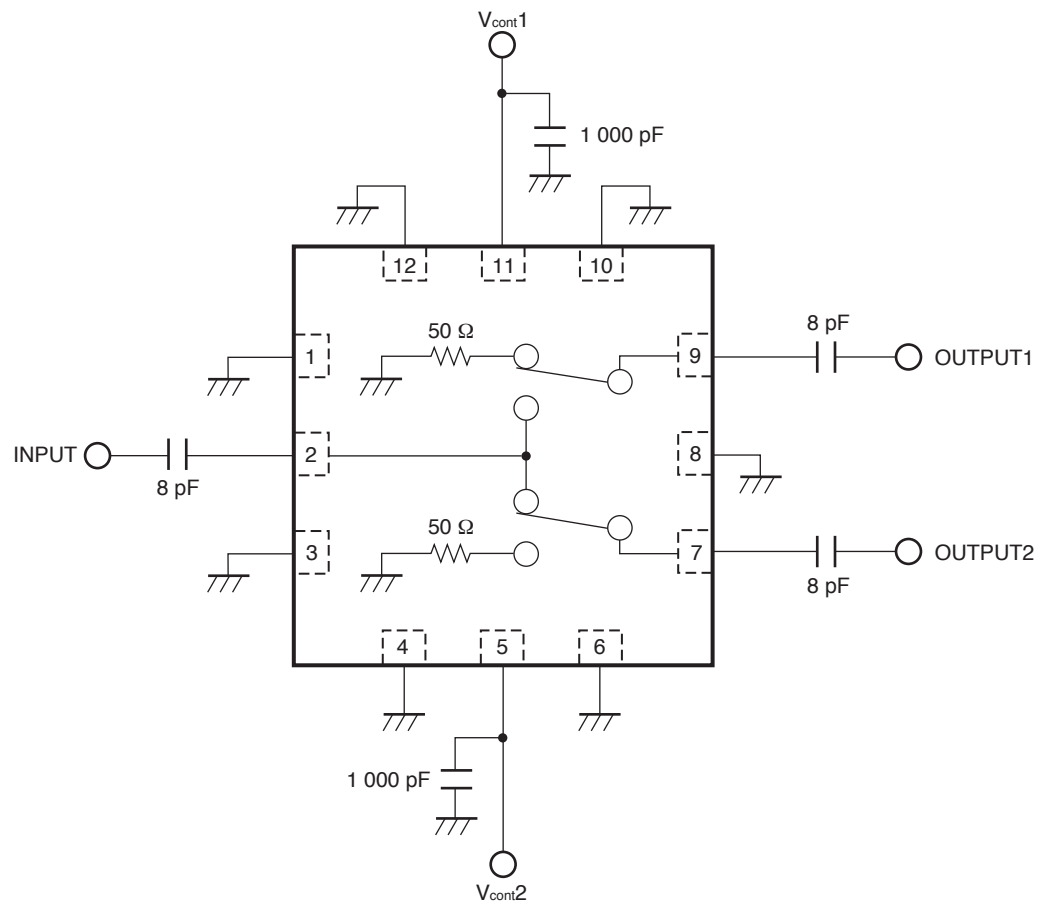 Vcont1
1 000 pF
12
11
10
50 Ω
8 pF
1
9
OUTPUT1
INPUT
2
8
8 pF
50 Ω
3
7
OUTPUT2
8 pF
4
5
6
1 000 pF
Vcont2